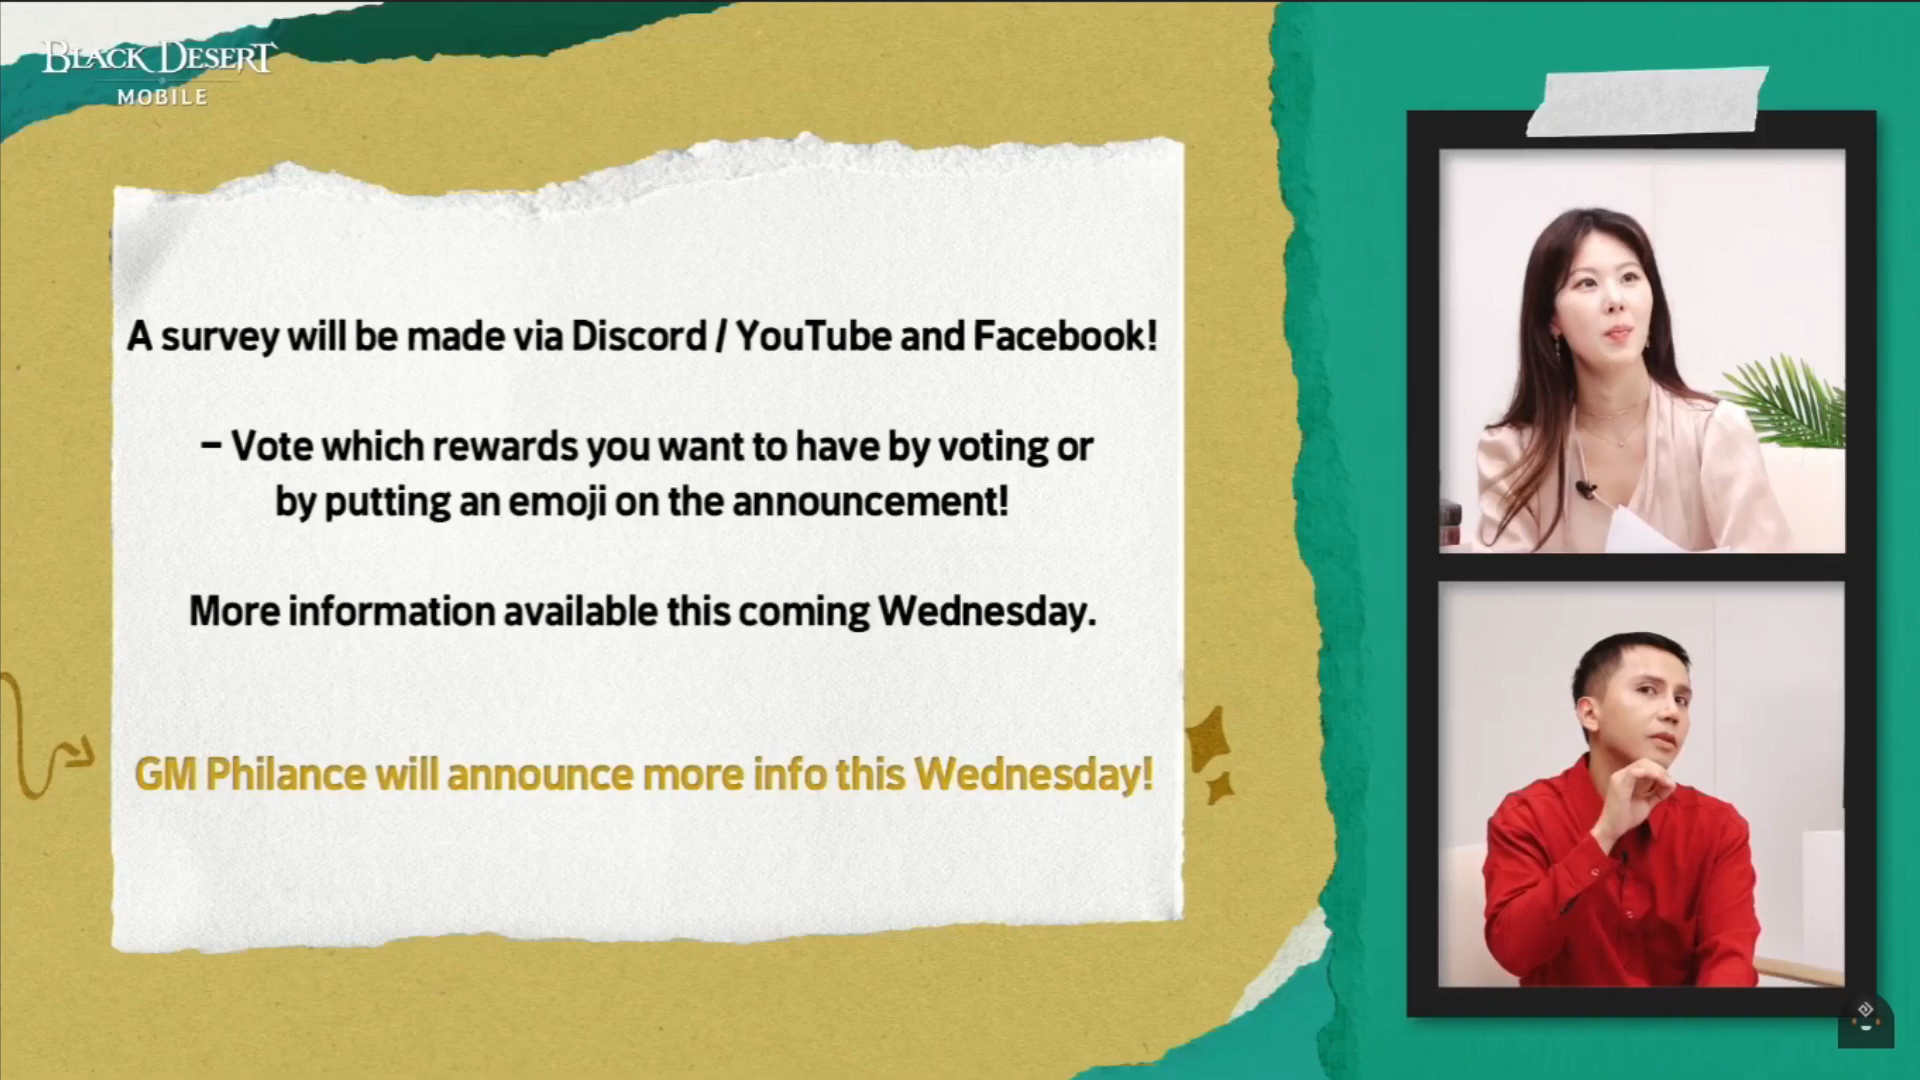 BLACK DESERT
MOBILE
A survey will be made via Discord / YouTube and Facebook!
– Vote which rewards you want to have by voting or
by putting an emoji on the announcement!
More information available this coming Wednesday.
GM Philance will announce more info this Wednesday!